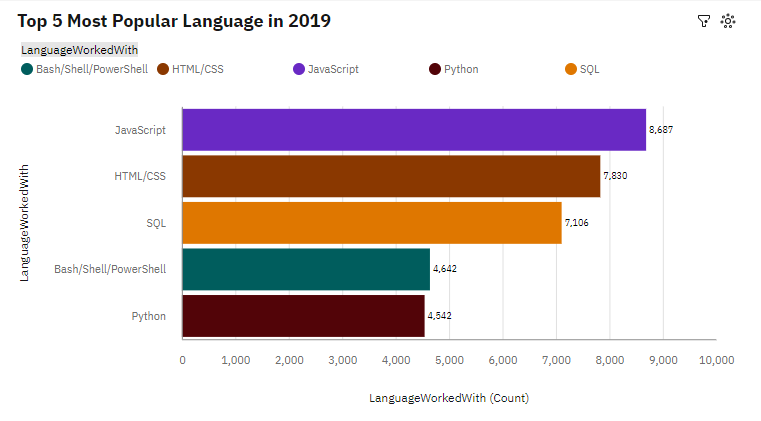 Top 5 Most Popular Language in 2019
LanguageWorkedWith
Bash/Shell/PowerShell HTML/CSS JavaScript Python SQL
LanguageWorkedWith
JavaScript 8,687
HTML/CSS 7,830
SQL 7,106
Bash/Shell/PowerShell 4,642
Python 4,542
0 1,000 2,000 3,000 4,000 5,000 6,000 7,000 8,000 9,000 10,000
LanguageWorkedWith (Count)